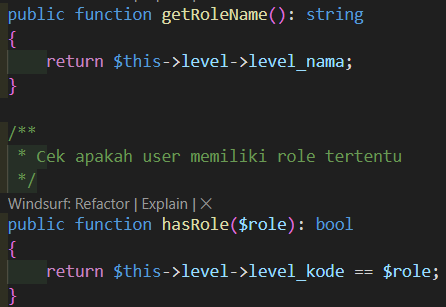 public function getRoleName(): string
{
    return $this->level->level_nama;
}
/**
 * Cek apakah user memiliki role tertentu
 */
Windsurf: Refactor | Explain | ×
public function hasRole($role): bool
{
    return $this->level->level_kode == $role;
}